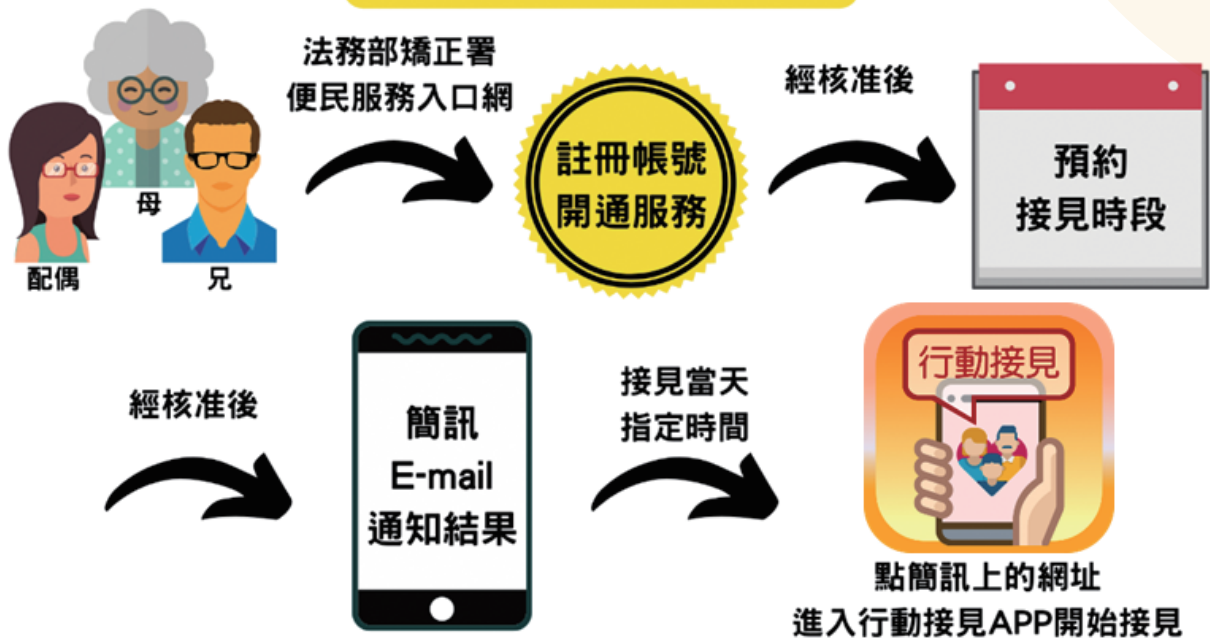 法務部矯正署
便民服務入口網
經核准後
註冊帳號
開通服務
預約
接見時段
母
配偶
兄
經核准後
簡訊
E-mail
通知結果
接見當天
指定時間
行動接見
點簡訊上的網址
進入行動接見APP開始接見